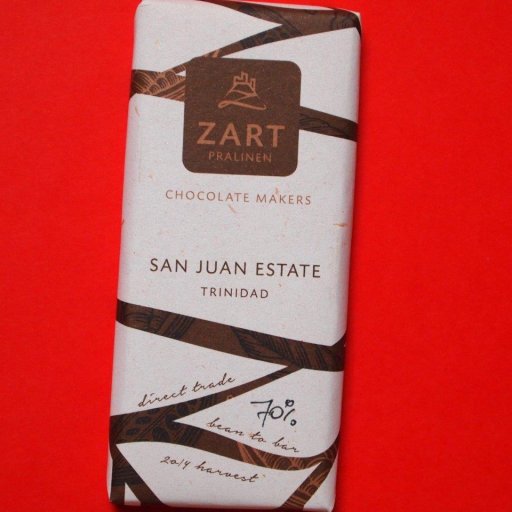 ZART
PRALINEN
CHOCOLATE MAKERS
SAN JUAN ESTATE
TRINIDAD
direct trade
70%
bean to bar
2014 harvest